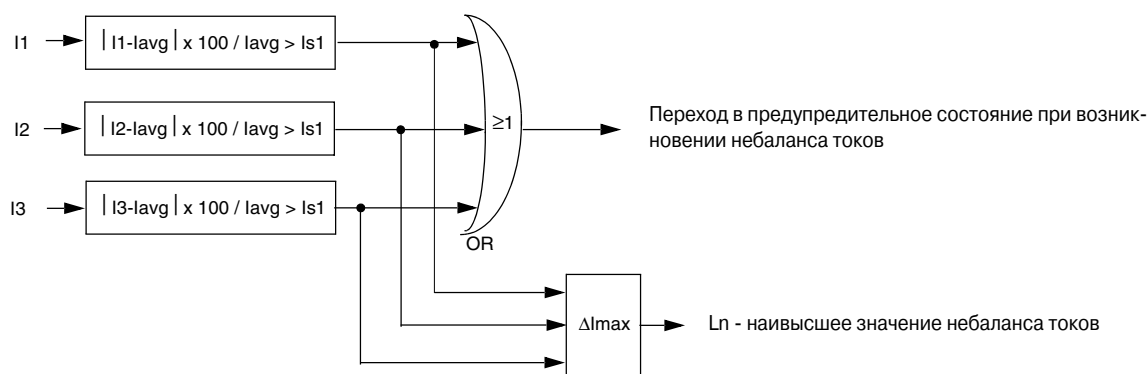 I1
| I1-Iavg | x 100 / Iavg > Is1
I2
| I2-Iavg | x 100 / Iavg > Is1
I3
| I3-Iavg | x 100 / Iavg > Is1
≥1
OR
Переход в предупредительное состояние при возник-
новении небаланса токов
ΔImax
Ln - наивысшее значение небаланса токов